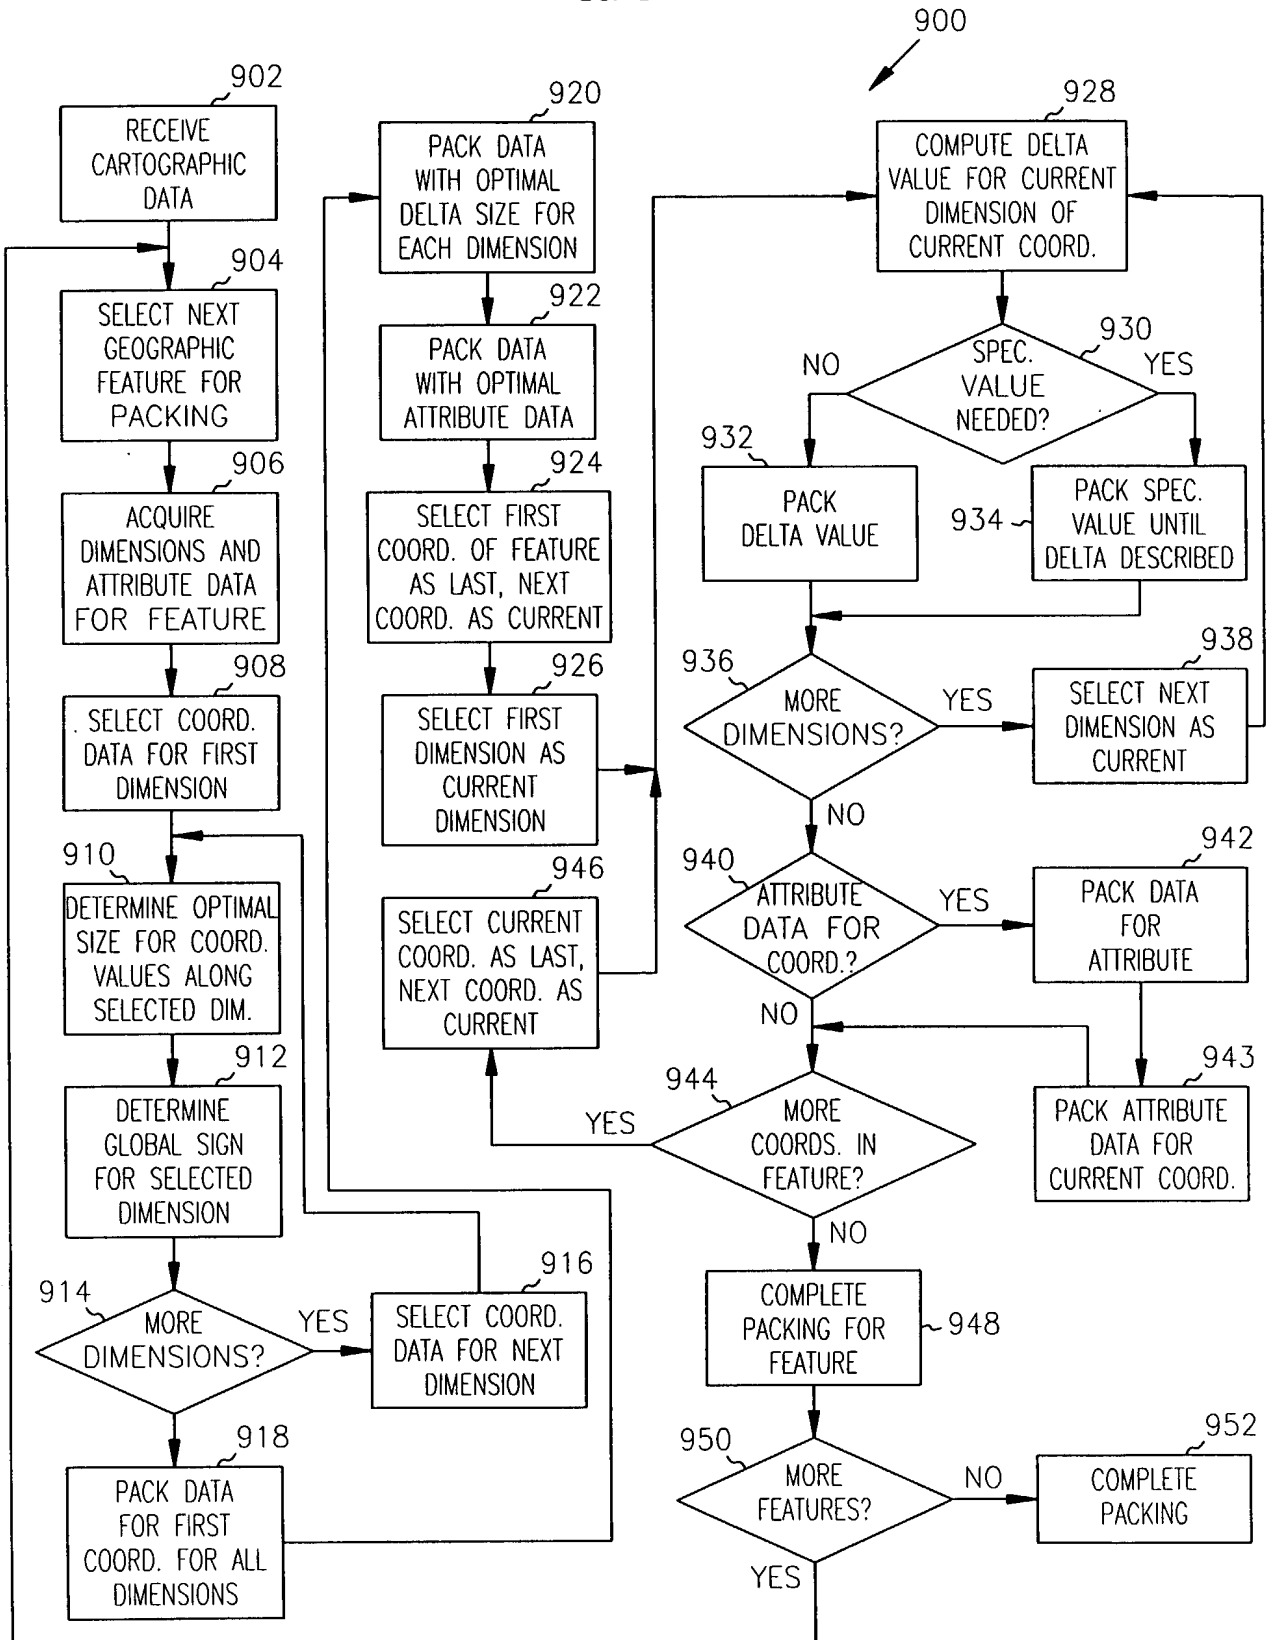 900
902
RECEIVE
CARTOGRAPHIC
DATA
904
SELECT NEXT
GEOGRAPHIC
FEATURE FOR
PACKING
906
ACQUIRE
DIMENSIONS AND
ATTRIBUTE DATA
FOR FEATURE
908
SELECT COORD.
DATA FOR FIRST
DIMENSION
910
DETERMINE OPTIMAL
SIZE FOR COORD.
VALUES ALONG
SELECTED DIM.
912
DETERMINE
GLOBAL SIGN
FOR SELECTED
DIMENSION
914
MORE
DIMENSIONS?
YES
916
SELECT COORD.
DATA FOR NEXT
DIMENSION
918
PACK DATA
FOR FIRST
COORD. FOR ALL
DIMENSIONS
920
PACK DATA
WITH OPTIMAL
DELTA SIZE FOR
EACH DIMENSION
922
PACK DATA
WITH OPTIMAL
ATTRIBUTE DATA
924
SELECT FIRST
COORD. OF FEATURE
AS LAST, NEXT
COORD. AS CURRENT
926
SELECT FIRST
DIMENSION AS
CURRENT
DIMENSION
946
SELECT CURRENT
COORD. AS LAST,
NEXT COORD. AS
CURRENT
928
COMPUTE DELTA
VALUE FOR CURRENT
DIMENSION OF
CURRENT COORD.
930
SPEC.
VALUE
NEEDED?
NO
YES
932
PACK
DELTA VALUE
934
PACK SPEC.
VALUE UNTIL
DELTA DESCRIBED
936
MORE
DIMENSIONS?
YES
NO
938
SELECT NEXT
DIMENSION AS
CURRENT
940
ATTRIBUTE
DATA FOR
COORD.?
YES
NO
942
PACK DATA
FOR
ATTRIBUTE
943
PACK ATTRIBUTE
DATA FOR
CURRENT COORD.
944
MORE
COORDS. IN
FEATURE?
YES
NO
948
COMPLETE
PACKING FOR
FEATURE
950
MORE
FEATURES?
NO
YES
952
COMPLETE
PACKING